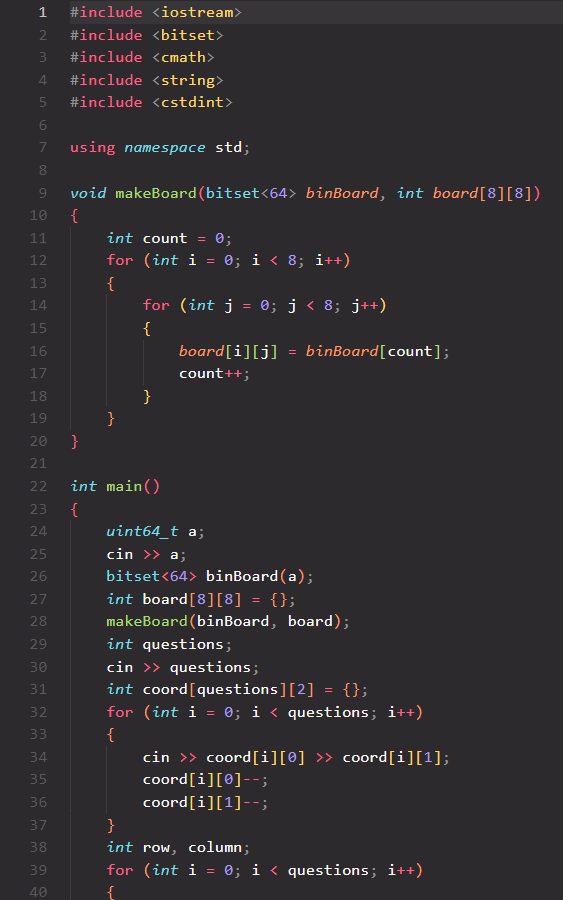 1 #include <iostream>
2 #include <bitset>
3 #include <cmath>
4 #include <string>
5 #include <cstdint>
6
7 using namespace std;
8
9 void makeBoard(bitset<64> binBoard, int board[8][8])
10 {
11     int count = 0;
12     for (int i = 0; i < 8; i++)
13     {
14         for (int j = 0; j < 8; j++)
15         {
16             board[i][j] = binBoard[count];
17             count++;
18         }
19     }
20 }
21
22 int main()
23 {
24     uint64_t a;
25     cin >> a;
26     bitset<64> binBoard(a);
27     int board[8][8] = {};
28     makeBoard(binBoard, board);
29     int questions;
30     cin >> questions;
31     int coord[questions][2] = {};
32     for (int i = 0; i < questions; i++)
33     {
34         cin >> coord[i][0] >> coord[i][1];
35         coord[i][0]--;
36         coord[i][1]--;
37     }
38     int row, column;
39     for (int i = 0; i < questions; i++)
40     {